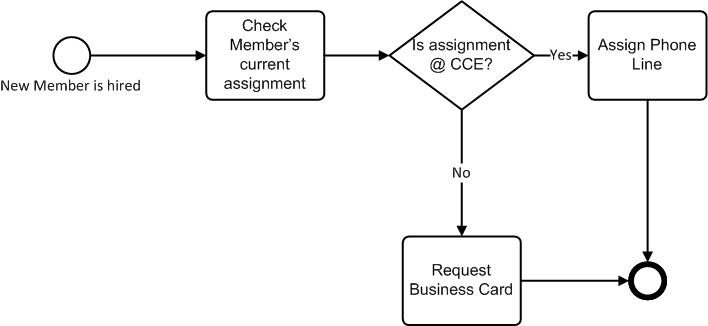 New Member is hired
Check
Member's
current
assignment
Is assignment
@ CCE?
Yes
Assign Phone
Line
No
Request
Business Card